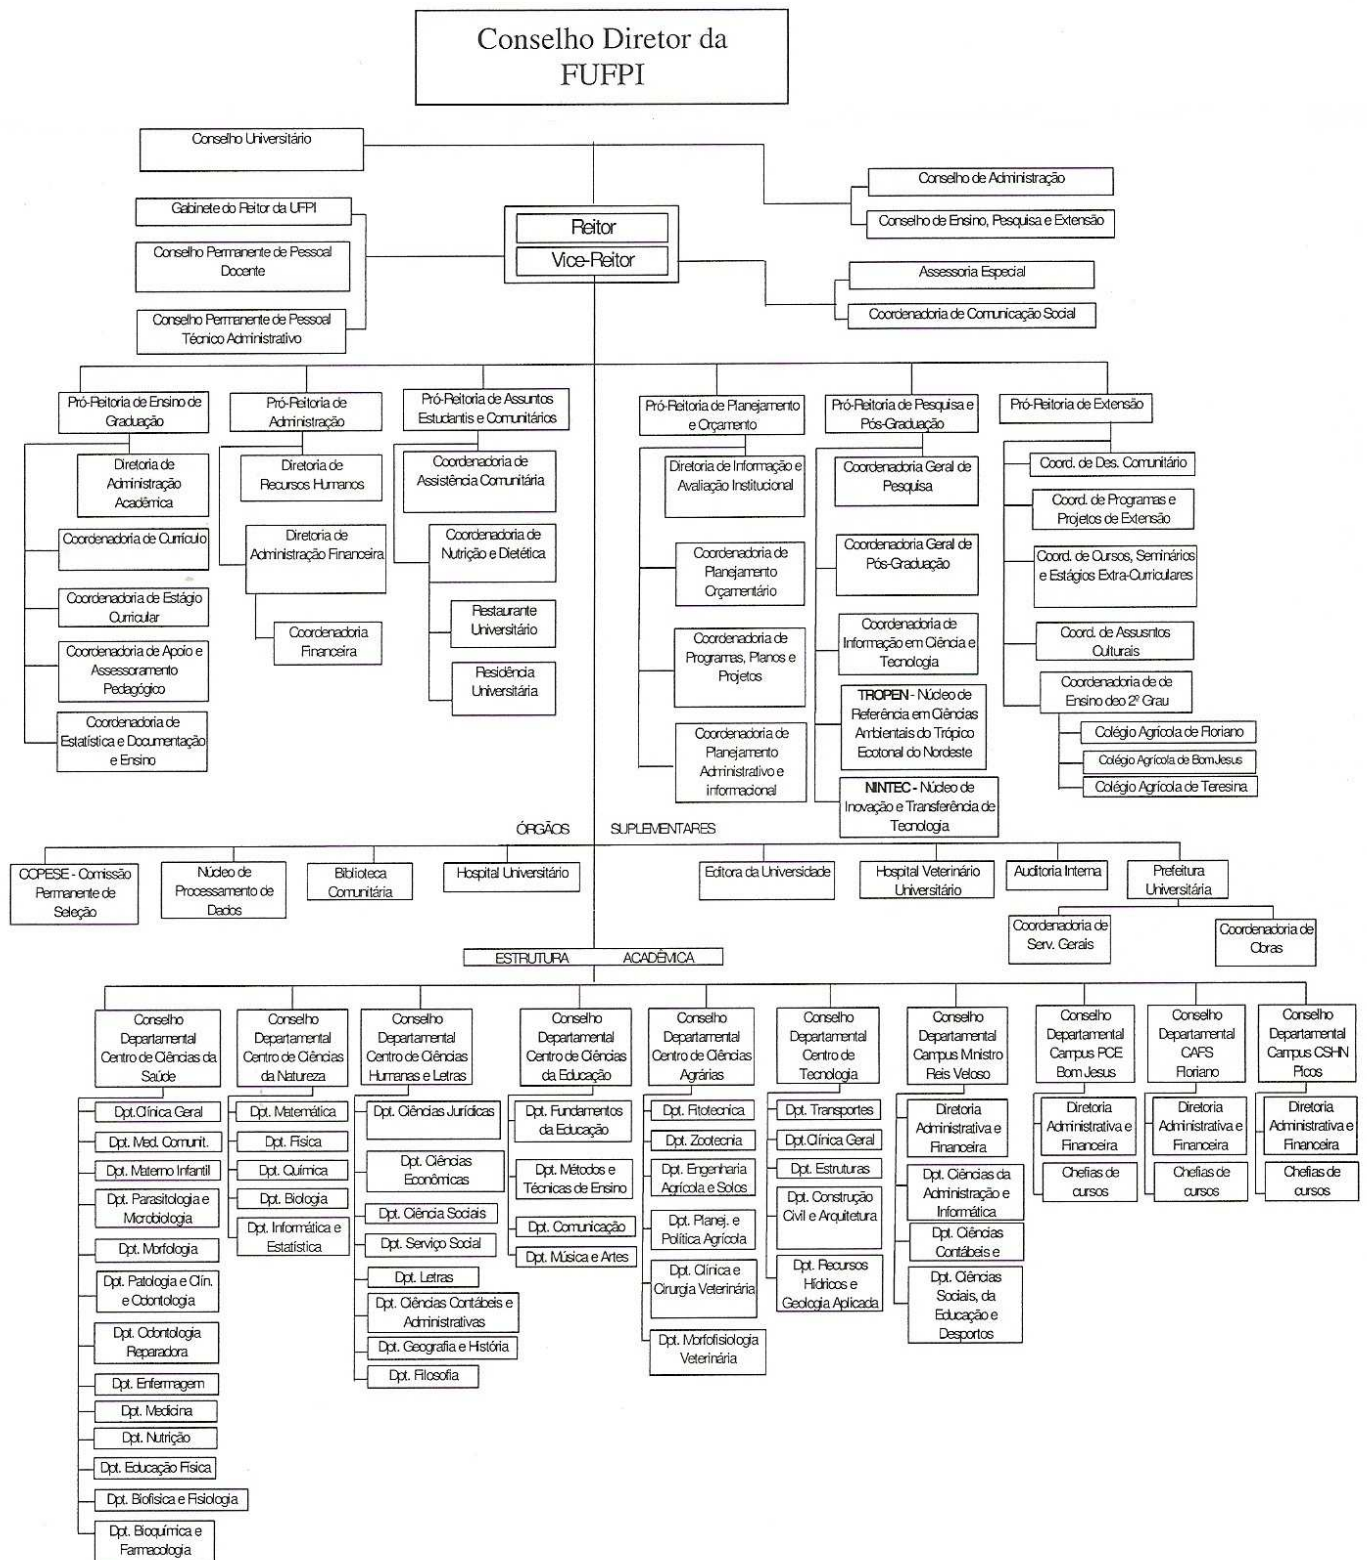 Conselho Diretor da
FUFPI
Conselho Universitário
Conselho de Administração
Conselho de Ensino, Pesquisa e Extensão
Gabinete do Reitor da UFPI
Conselho Permanente de Pessoal
Docente
Conselho Permanente de Pessoal
Técnico Administrativo
Reitor
Vice-Reitor
Assessoria Especial
Coordenadoria de Comunicação Social
Pró-Reitoria de Ensino de
Graduação
Diretoria de
Administração
Acadêmica
Coordenadoria de Currículo
Coordenadoria de Estágio
Curricular
Coordenadoria de Apoio e
Assessoramento
Pedagógico
Coordenadoria de
Estatística e Documentação
e Ensino
Pró-Reitoria de
Administração
Diretoria de
Recursos Humanos
Diretoria de
Administração Financeira
Coordenadoria
Financeira
Pró-Reitoria de Assuntos
Estudantis e Comunitários
Coordenadoria de
Assistência Comunitária
Coordenadoria de
Nutrição e Dietética
Restaurante
Universitário
Residência
Universitária
Pró-Reitoria de Planejamento
e Orçamento
Diretoria de Informação e
Avaliação Institucional
Coordenadoria de
Planejamento
Orçamentário
Coordenadoria de
Programas, Planos e
Projetos
Coordenadoria de
Planejamento
Administrativo e
informacional
Pró-Reitoria de Pesquisa e
Pós-Graduação
Coordenadoria Geral de
Pesquisa
Coordenadoria Geral de
Pós-Graduação
Coordenadoria de
Informação em Ciência e
Tecnologia
TROPEN - Núcleo de
Referência em Ciências
Ambientais do Trópico
Ecotonal do Nordeste
NINTEC - Núcleo de
Inovação e Transferência de
Tecnologia
Pró-Reitoria de Extensão
Coord. de Des. Comunitário
Coord. de Programas e
Projetos de Extensão
Coord. de Cursos, Seminários
e Estágios Extra-Curriculares
Coord. de Assusntos
Culturais
Coordenadoria de de
Ensino deo 2º Grau
Colégio Agrícola de Floriano
Colégio Agrícola de Bom Jesus
Colégio Agrícola de Teresina
ÓRGÃOS SUPLEMENTARES
COPESE - Comissão
Permanente de
Seleção
Núcleo de
Processamento de
Dados
Biblioteca
Comunitária
Hospital Universitário
Editora da Universidade
Hospital Veterinário
Universitário
Auditoria Interna
Prefeitura
Universitária
Coordenadoria de
Serv. Gerais
Coordenadoria de
Obras
ESTRUTURA ACADÊMICA
Conselho
Departamental
Centro de Ciências da
Saúde
Dpt.Clínica Geral
Dpt. Med. Comunit.
Dpt. Materno Infantil
Dpt. Parasitologia e
Microbiologia
Dpt. Morfologia
Dpt. Patologia e Clín.
e Odontologia
Dpt. Odontologia
Reparadora
Dpt. Enfermagem
Dpt. Medicina
Dpt. Nutrição
Dpt. Educação Física
Dpt. Biofísica e Fisiologia
Dpt. Bioquímica e
Farmacologia
Conselho
Departamental
Centro de Ciências
da Natureza
Dpt. Matemática
Dpt. Física
Dpt. Química
Dpt. Biologia
Dpt. Informática e
Estatística
Conselho
Departamental
Centro de Ciências
Humanas e Letras
Dpt. Ciências Jurídicas
Dpt. Ciências
Econômicas
Dpt. Ciência Sociais
Dpt. Serviço Social
Dpt. Letras
Dpt. Ciências Contábeis e
Administrativas
Dpt. Geografia e História
Dpt. Filosofia
Conselho
Departamental
Centro de Ciências
da Educação
Dpt. Fundamentos
da Educação
Dpt. Métodos e
Técnicas de Ensino
Dpt. Comunicação
Dpt. Música e Artes
Conselho
Departamental
Centro de Ciências
Agrárias
Dpt. Fitotecnica
Dpt. Zootecnia
Dpt. Engenharia
Agrícola e Solos
Dpt. Planej. e
Política Agrícola
Dpt. Clínica e
Cirurgia Veterinária
Dpt. Morfofisiologia
Veterinária
Conselho
Departamental
Centro de
Tecnologia
Dpt. Transportes
Dpt.Clínica Geral
Dpt. Estruturas
Dpt. Construção
Civil e Arquitetura
Dpt. Recursos
Hídricos e
Geologia Aplicada
Conselho
Departamental
Campus Ministro
Reis Veloso
Diretoria
Administrativa e
Financeira
Dpt. Ciências da
Administração e
Informática
Dpt. Ciências
Contábeis e
Dpt. Ciências
Sociais, da
Educação e
Desportos
Conselho
Departamental
Campus PCE
Bom Jesus
Diretoria
Administrativa e
Financeira
Chefias de
cursos
Conselho
Departamental
CAFS
Floriano
Diretoria
Administrativa e
Financeira
Chefias de
cursos
Conselho
Departamental
Campus CSHN
Picos
Diretoria
Administrativa e
Financeira
Chefias de
cursos